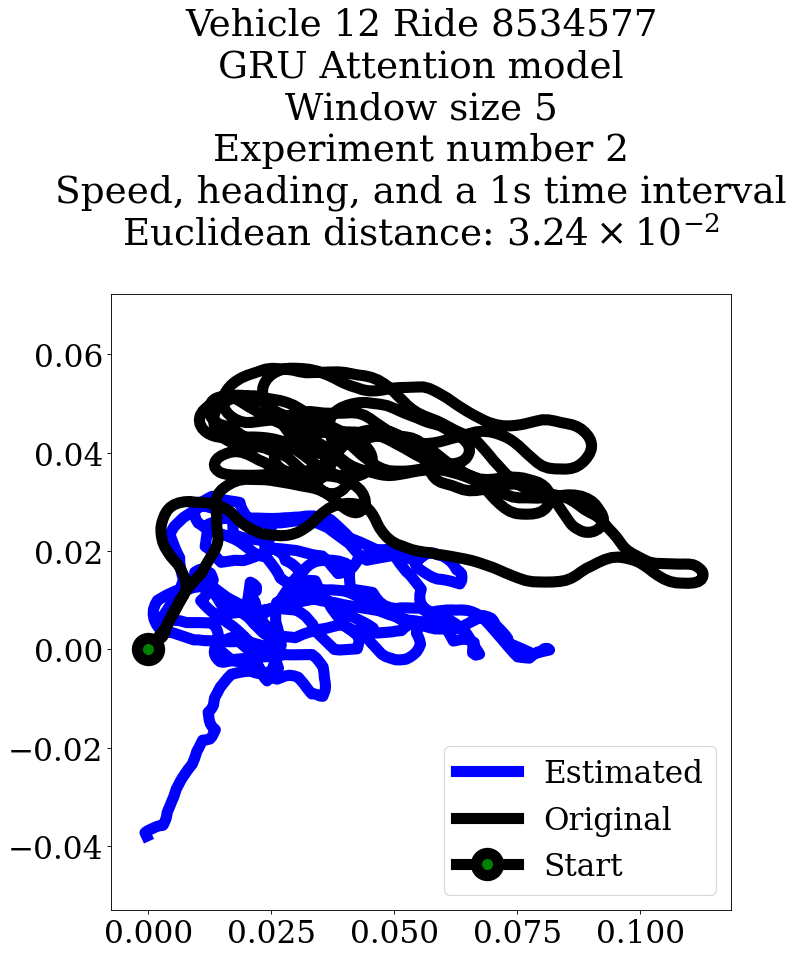 Vehicle 12 Ride 8534577
GRU Attention model
Window size 5
Experiment number 2
Speed, heading, and a 1s time interval
Euclidean distance: 3.24 × 10⁻²
0.06
0.04
0.02
0.00
−0.02
−0.04
Estimated
Original
Start
0.000 0.025 0.050 0.075 0.100